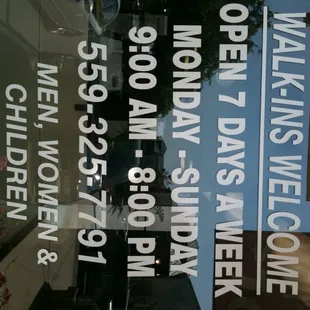 WALK-INS WELCOME
OPEN 7 DAYS A WEEK
MONDAY - SUNDAY
9:00 AM - 8:00 PM
559-325-7791
MEN, WOMEN &
CHILDREN